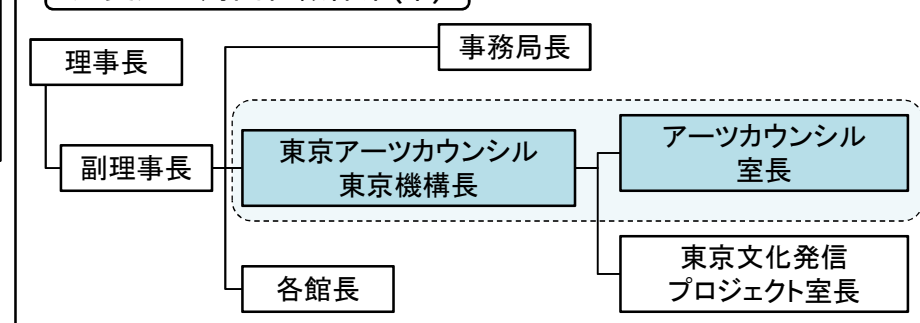 理事長
事務局長
副理事長
東京アーツカウンシル
東京機構長
アーツカウンシル
室長
各館長
東京文化発信
プロジェクト室長